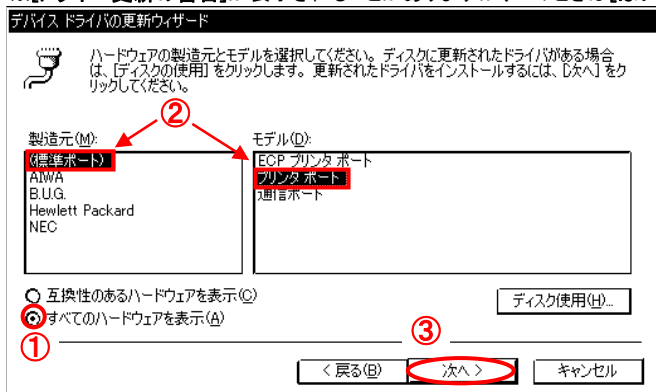 デバイス ドライバの更新ウィザード
ハードウェアの製造元とモデルを選択してください。ディスクに更新されたドライバがある場合
は、[ディスクの使用] をクリックします。更新されたドライバをインストールするには、[次へ] をク
リックしてください。
②
製造元(M):
モデル(D):
(標準ポート)
AIWA
B.U.G.
Hewlett Packard
NEC
ECP プリンタ ポート
プリンタ ポート
通信ポート
互換性のあるハードウェアを表示(C)
すべてのハードウェアを表示(A)
ディスク使用(H)...
①
③
< 戻る(B)
次へ >
キャンセル